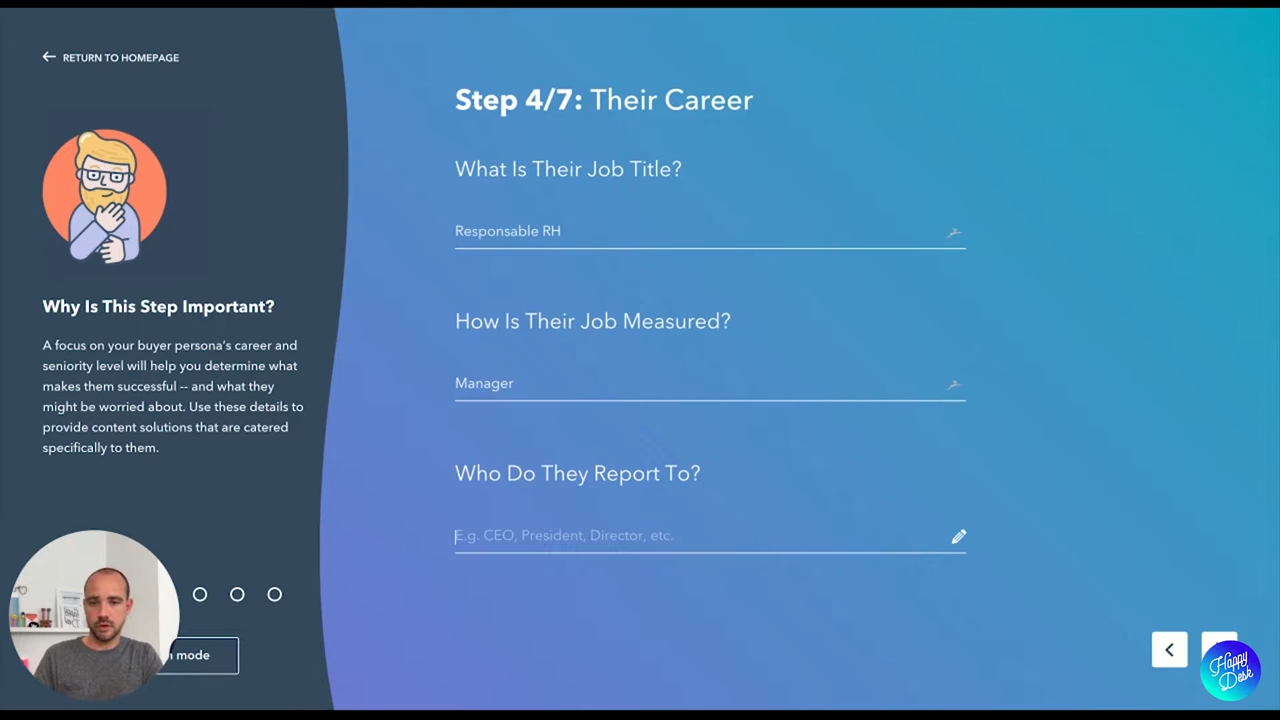 RETURN TO HOMEPAGE
Why Is This Step Important?
A focus on your buyer persona's career and
seniority level will help you determine what
makes them successful -- and what they
might be worried about. Use these details to
provide content solutions that are catered
specifically to them.
mode
Step 4/7: Their Career
What Is Their Job Title?
Responsable RH
How Is Their Job Measured?
Manager
Who Do They Report To?
E.g. CEO, President, Director, etc.
Happy
Desk